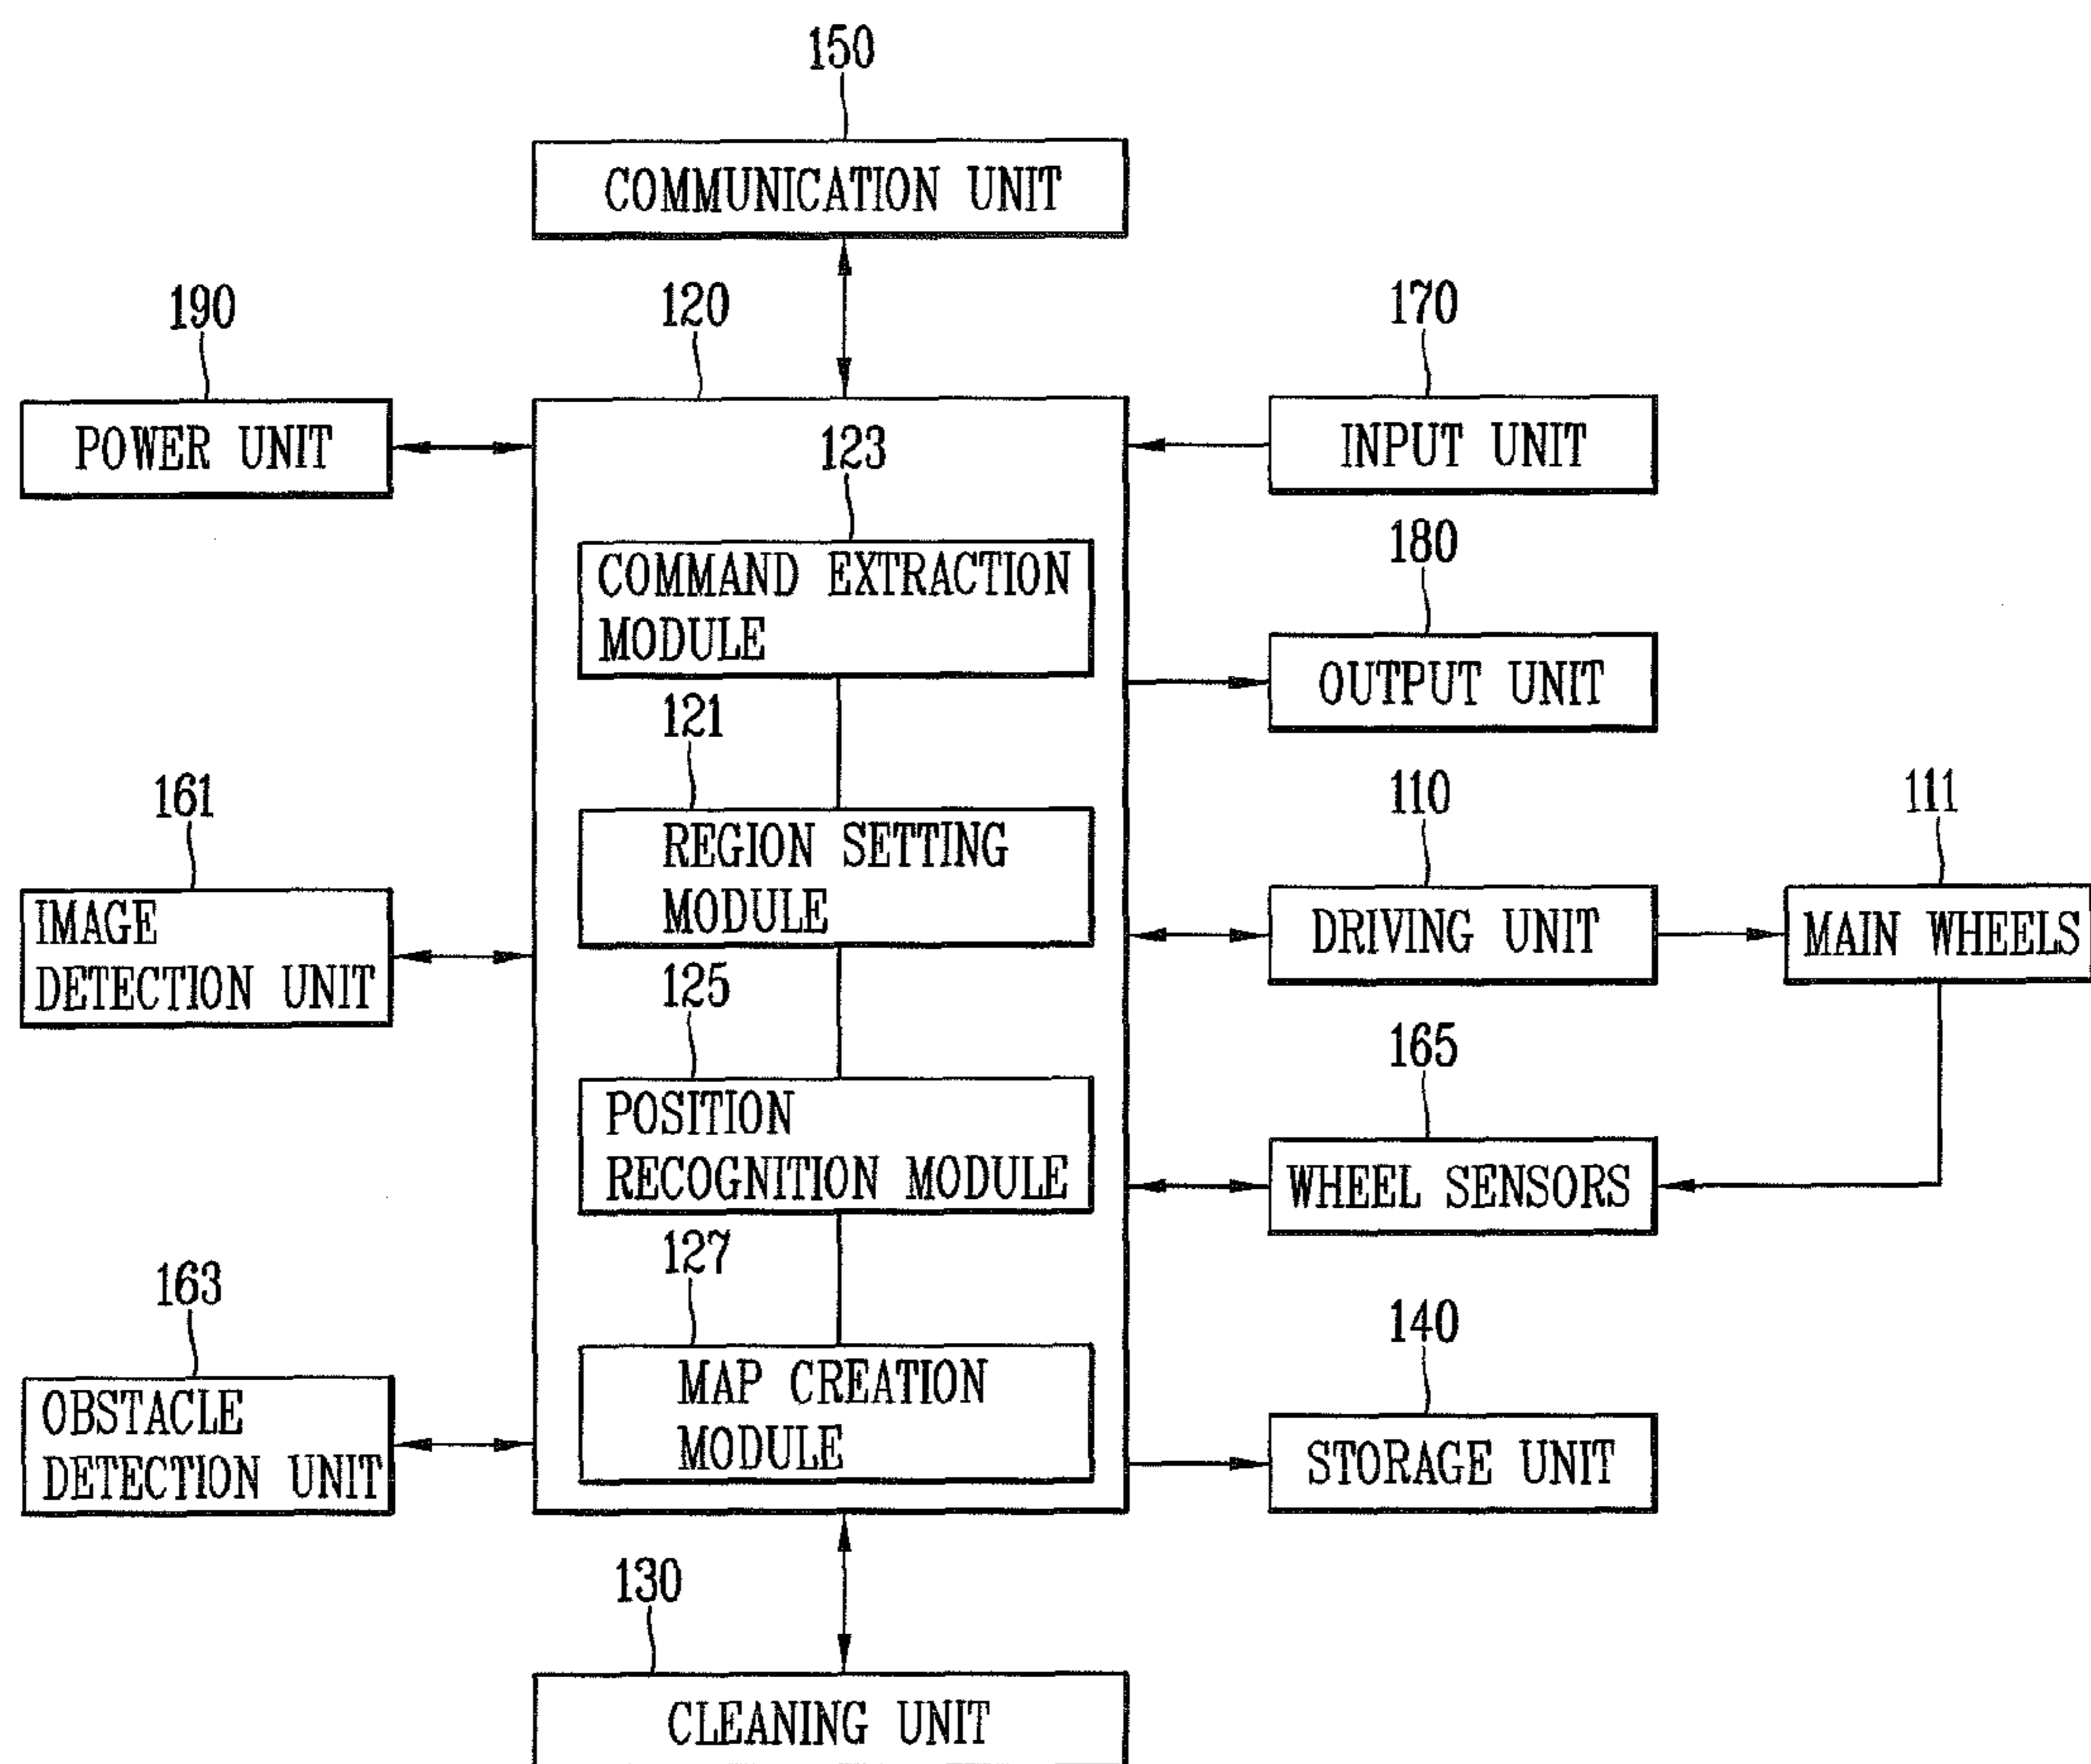 150
COMMUNICATION UNIT
190
120
170
POWER UNIT
INPUT UNIT
123
COMMAND EXTRACTION
MODULE
180
OUTPUT UNIT
121
REGION SETTING
MODULE
161
IMAGE
DETECTION UNIT
110
DRIVING UNIT
111
MAIN WHEELS
125
POSITION
RECOGNITION MODULE
165
WHEEL SENSORS
127
MAP CREATION
MODULE
163
OBSTACLE
DETECTION UNIT
140
STORAGE UNIT
130
CLEANING UNIT